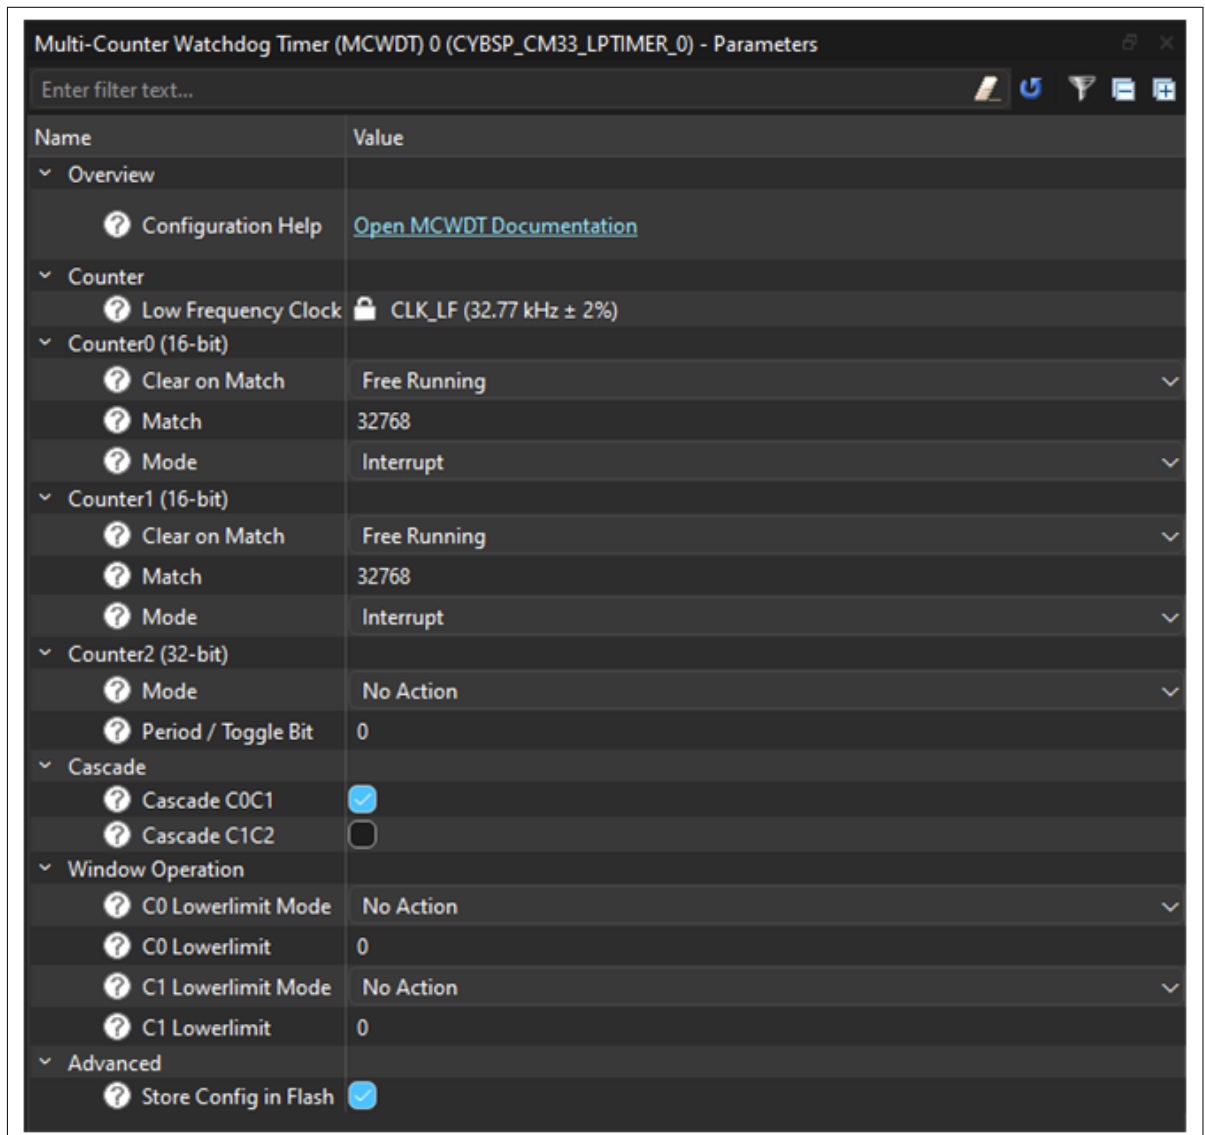 Multi-Counter Watchdog Timer (MCWDT) 0 (CYBSP_CM33_LPTIMER_0) - Parameters
Enter filter text...
Name Value
Overview
Configuration Help Open MCWDT Documentation
Counter
Low Frequency Clock CLK_LF (32.77 kHz ± 2%)
Counter0 (16-bit)
Clear on Match Free Running
Match 32768
Mode Interrupt
Counter1 (16-bit)
Clear on Match Free Running
Match 32768
Mode Interrupt
Counter2 (32-bit)
Mode No Action
Period / Toggle Bit 0
Cascade
Cascade C0C1
Cascade C1C2
Window Operation
C0 Lowerlimit Mode No Action
C0 Lowerlimit 0
C1 Lowerlimit Mode No Action
C1 Lowerlimit 0
Advanced
Store Config in Flash